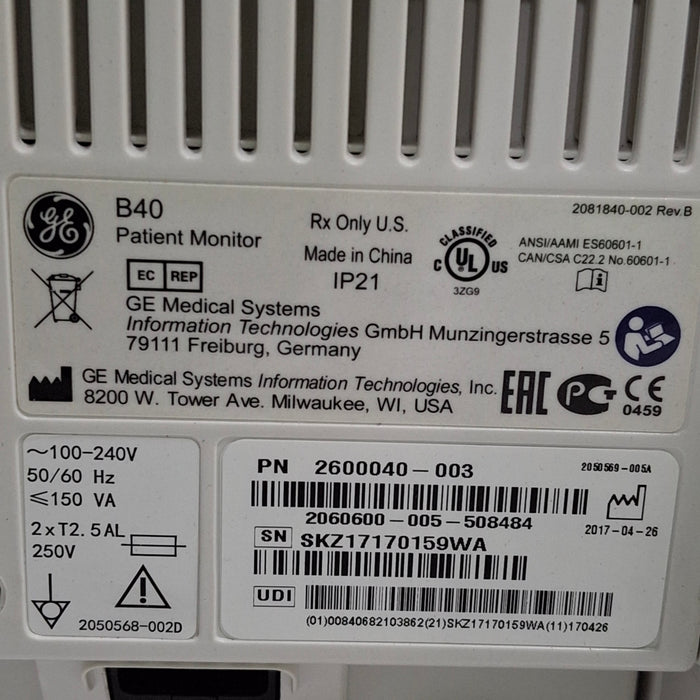 GE
B40
Patient Monitor
Rx Only U.S.
Made in China
IP21
CLASSIFIED
C UL US
3ZG9
2081840-002 Rev.B
ANSI/AAMI ES60601-1
CAN/CSA C22.2 No.60601-1
EC REP
GE Medical Systems
Information Technologies GmbH Munzingerstrasse 5
79111 Freiburg, Germany
GE Medical Systems Information Technologies, Inc.
8200 W. Tower Ave. Milwaukee, WI, USA
EAC
PG
CE
0459
~100-240V
50/60 Hz
≤150 VA
2xT2.5AL
250V
2050568-002D
PN 2600040-003
2050569-005A
2060600-005-508484
2017-04-26
SN SKZ17170159WA
UDI
(01)00840682103862(21)SKZ17170159WA(11)170426